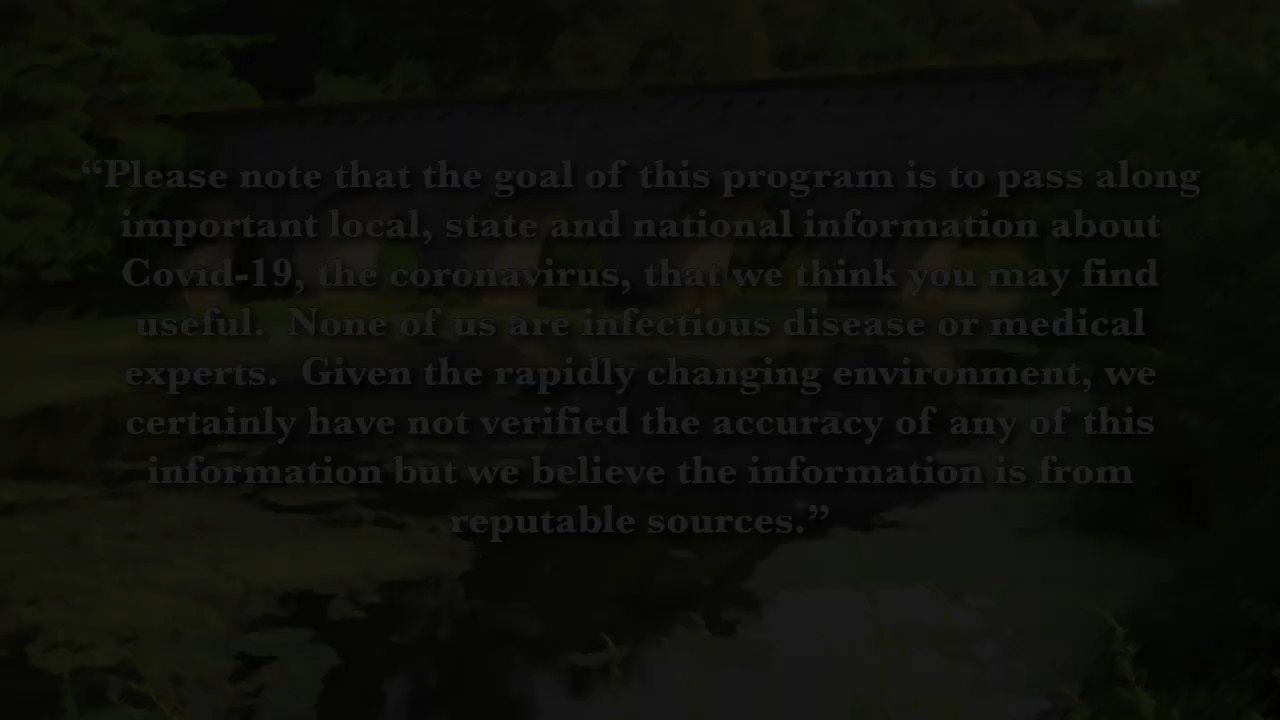 “Please note that the goal of this program is to pass along
important local, state and national information about
Covid-19, the coronavirus, that we think you may find
useful.  None of us are infectious disease or medical
experts.  Given the rapidly changing environment, we
certainly have not verified the accuracy of any of this
information but we believe the information is from
reputable sources.”